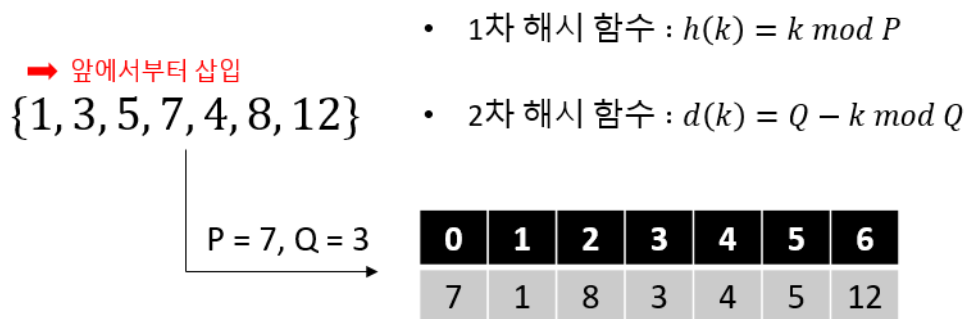 • 1차 해시 함수 : h(k) = k mod P
➡ 앞에서부터 삽입
{1, 3, 5, 7, 4, 8, 12}
• 2차 해시 함수 : d(k) = Q − k mod Q
P = 7, Q = 3
0 1 2 3 4 5 6
7 1 8 3 4 5 12